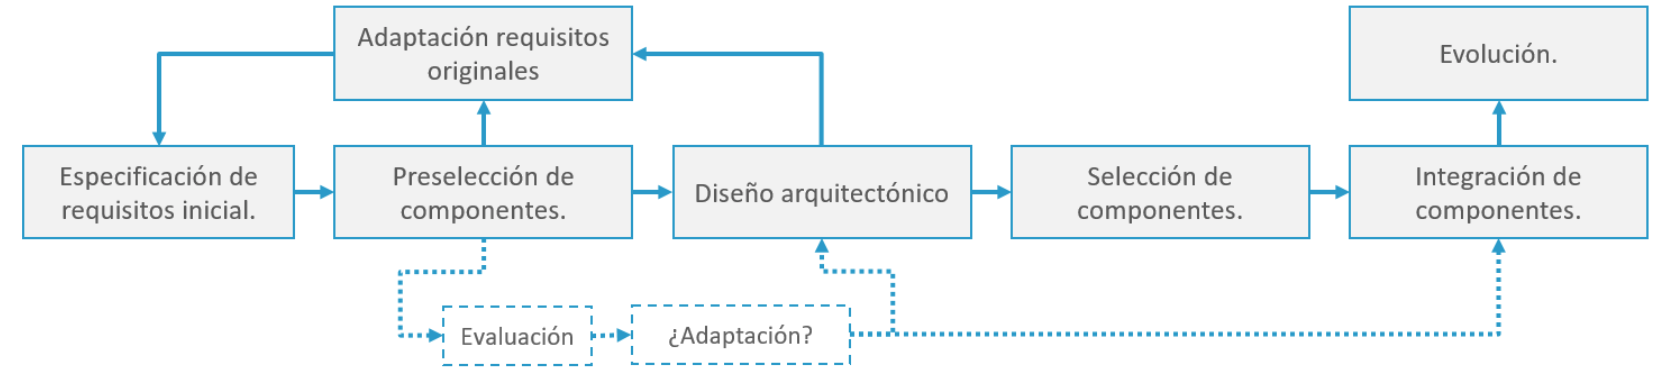 Adaptación requisitos
originales
Evolución.
Especificación de
requisitos inicial.
Preselección de
componentes.
Diseño arquitectónico
Selección de
componentes.
Integración de
componentes.
Evaluación
¿Adaptación?